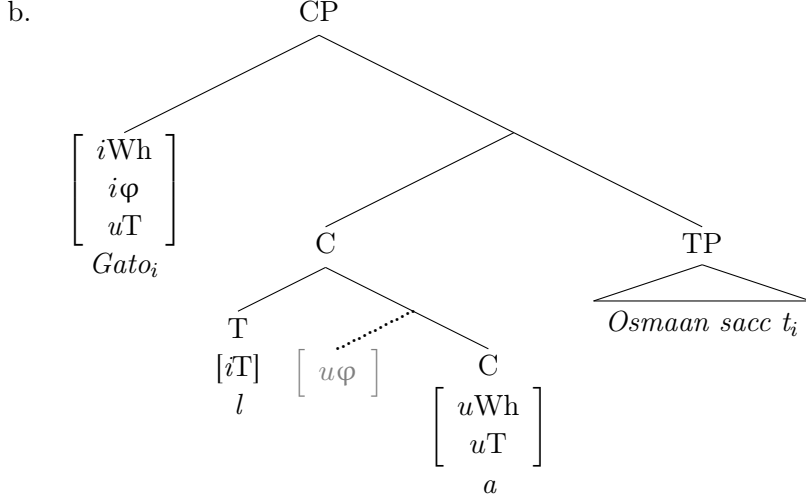 b.
CP
iWh
iφ
uT
Gatoᵢ
C
TP
Osmaan sacc tᵢ
T
[iT]
l
[ uφ ]
C
uWh
uT
a